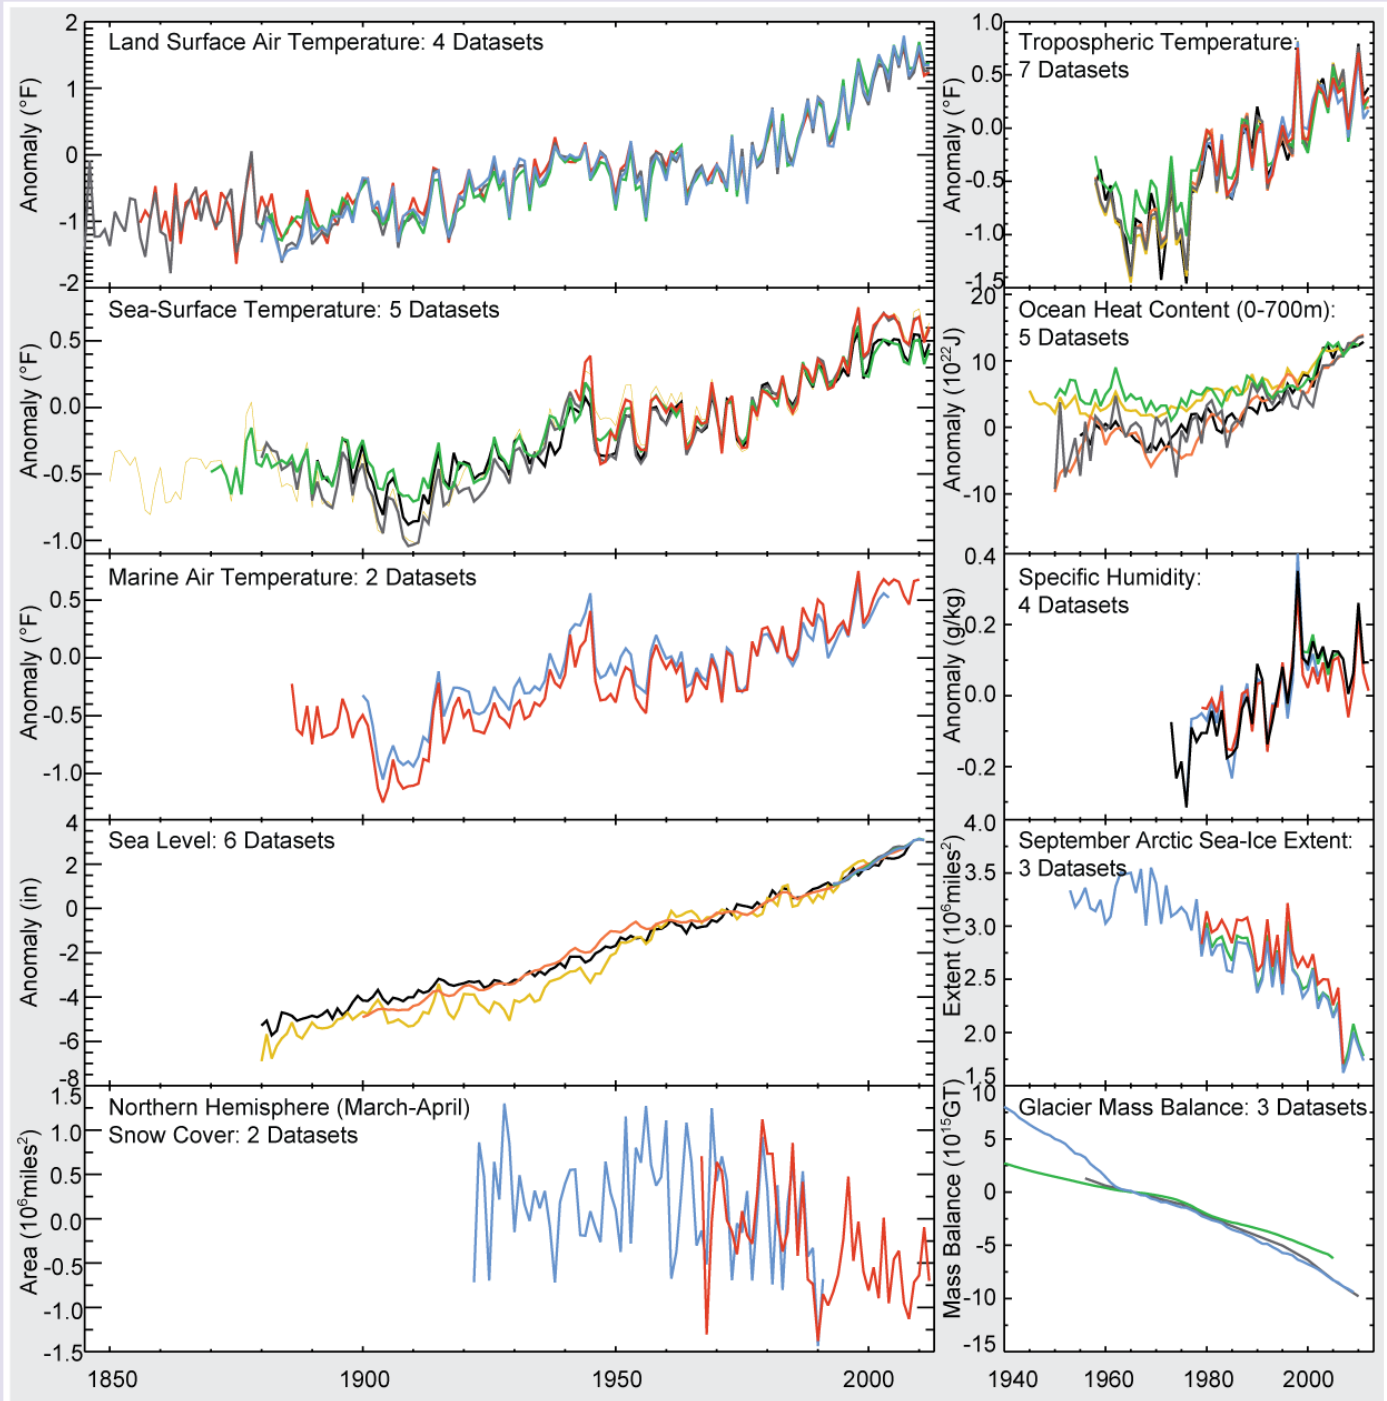 Land Surface Air Temperature: 4 Datasets
Anomaly (°F)
2
1
0
-1
-2
Sea-Surface Temperature: 5 Datasets
Anomaly (°F)
0.5
0.0
-0.5
-1.0
Marine Air Temperature: 2 Datasets
Anomaly (°F)
0.5
0.0
-0.5
-1.0
Sea Level: 6 Datasets
Anomaly (in)
4
2
0
-2
-4
-6
-8
Northern Hemisphere (March-April)
Snow Cover: 2 Datasets
Area (10⁶miles²)
1.5
1.0
0.5
0.0
-0.5
-1.0
-1.5
1850 1900 1950 2000
Tropospheric Temperature:
7 Datasets
Anomaly (°F)
1.0
0.5
0.0
-0.5
-1.0
-1.5
Ocean Heat Content (0-700m):
5 Datasets
Anomaly (10²²J)
20
10
0
-10
Specific Humidity:
4 Datasets
Anomaly (g/kg)
0.4
0.2
0.0
-0.2
September Arctic Sea-Ice Extent:
3 Datasets
Extent (10⁶miles²)
4.0
3.5
3.0
2.5
2.0
1.5
Glacier Mass Balance: 3 Datasets
Mass Balance (10¹⁵GT)
10
5
0
-5
-10
-15
1940 1960 1980 2000